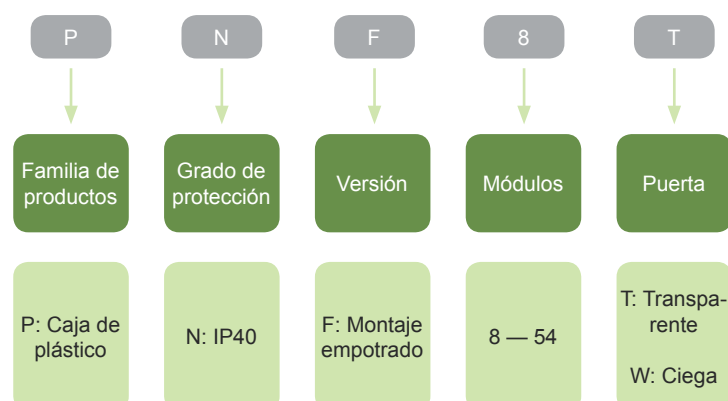 P
N
F
8
T
Familia de
productos
Grado de
protección
Versión
Módulos
Puerta
P: Caja de
plástico
N: IP40
F: Montaje
empotrado
8 — 54
T: Transpa-
rente
W: Ciega